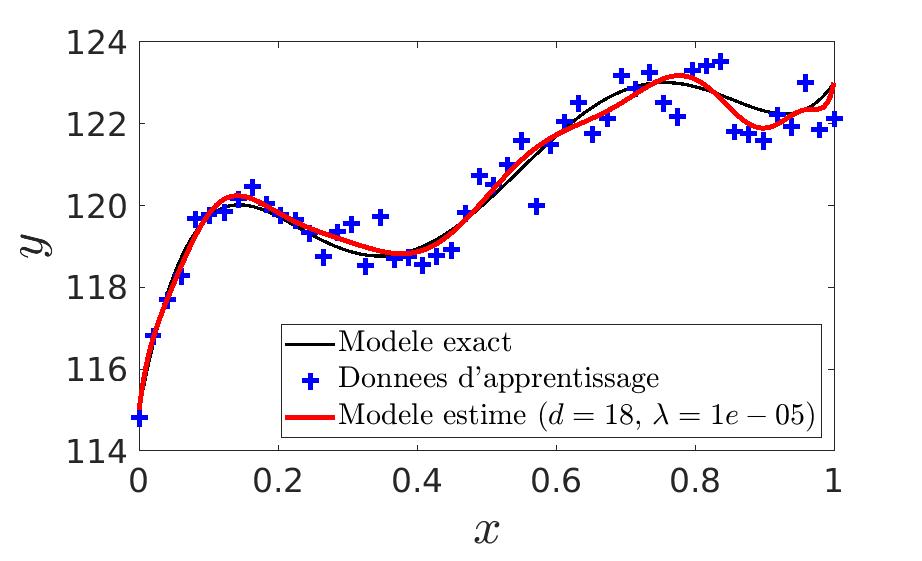 124
122
120
118
116
114
y
Modele exact
Donnees d'apprentissage
Modele estime (d = 18, λ = 1e − 05)
0 0.2 0.4 0.6 0.8 1
x